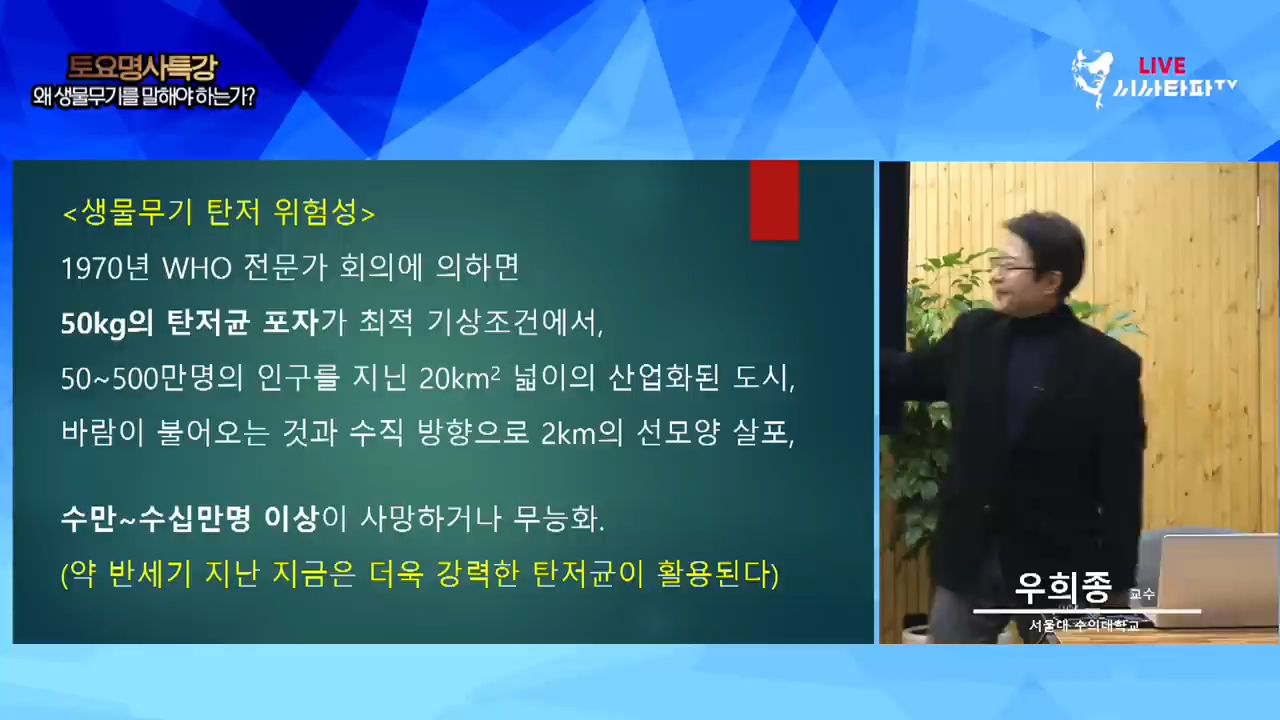 토요명사특강
왜 생물무기를 말해야 하는가?
LIVE
씨싸타파TV
<생물무기 탄저 위험성>
1970년 WHO 전문가 회의에 의하면
50kg의 탄저균 포자가 최적 기상조건에서,
50~500만명의 인구를 지닌 20km² 넓이의 산업화된 도시,
바람이 불어오는 것과 수직 방향으로 2km의 선모양 살포,
수만~수십만명 이상이 사망하거나 무능화.
(약 반세기 지난 지금은 더욱 강력한 탄저균이 활용된다)
우희종 교수
서울대 수의대학교